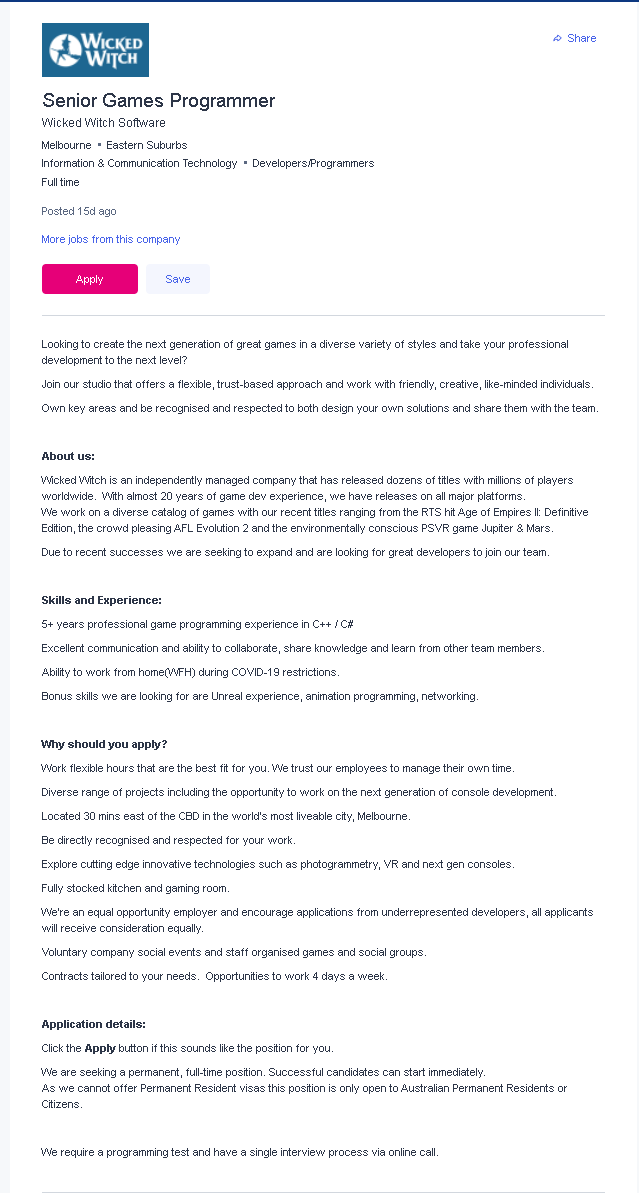 WICKED
WITCH
Share
Senior Games Programmer
Wicked Witch Software
Melbourne ▪ Eastern Suburbs
Information & Communication Technology ▪ Developers/Programmers
Full time
Posted 15d ago
More jobs from this company
Apply Save
Looking to create the next generation of great games in a diverse variety of styles and take your professional
development to the next level?
Join our studio that offers a flexible, trust-based approach and work with friendly, creative, like-minded individuals.
Own key areas and be recognised and respected to both design your own solutions and share them with the team.
About us:
Wicked Witch is an independently managed company that has released dozens of titles with millions of players
worldwide. With almost 20 years of game dev experience, we have releases on all major platforms.
We work on a diverse catalog of games with our recent titles ranging from the RTS hit Age of Empires II: Definitive
Edition, the crowd pleasing AFL Evolution 2 and the environmentally conscious PSVR game Jupiter & Mars.
Due to recent successes we are seeking to expand and are looking for great developers to join our team.
Skills and Experience:
5+ years professional game programming experience in C++ / C#
Excellent communication and ability to collaborate, share knowledge and learn from other team members.
Ability to work from home(WFH) during COVID-19 restrictions.
Bonus skills we are looking for are Unreal experience, animation programming, networking.
Why should you apply?
Work flexible hours that are the best fit for you. We trust our employees to manage their own time.
Diverse range of projects including the opportunity to work on the next generation of console development.
Located 30 mins east of the CBD in the world's most liveable city, Melbourne.
Be directly recognised and respected for your work.
Explore cutting edge innovative technologies such as photogrammetry, VR and next gen consoles.
Fully stocked kitchen and gaming room.
We're an equal opportunity employer and encourage applications from underrepresented developers, all applicants
will receive consideration equally.
Voluntary company social events and staff organised games and social groups.
Contracts tailored to your needs. Opportunities to work 4 days a week.
Application details:
Click the Apply button if this sounds like the position for you.
We are seeking a permanent, full-time position. Successful candidates can start immediately.
As we cannot offer Permanent Resident visas this position is only open to Australian Permanent Residents or
Citizens.
We require a programming test and have a single interview process via online call.